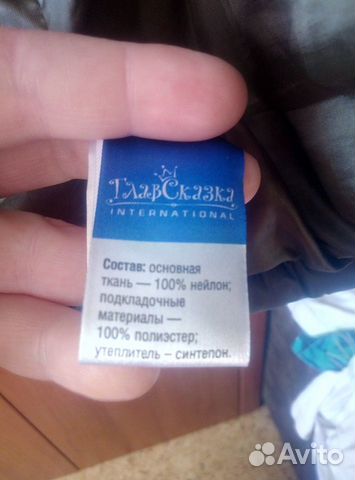 ГлавСказка
INTERNATIONAL
Состав: основная
ткань — 100% нейлон;
подкладочные
материалы —
100% полиэстер;
утеплитель – синтепон.
Avito